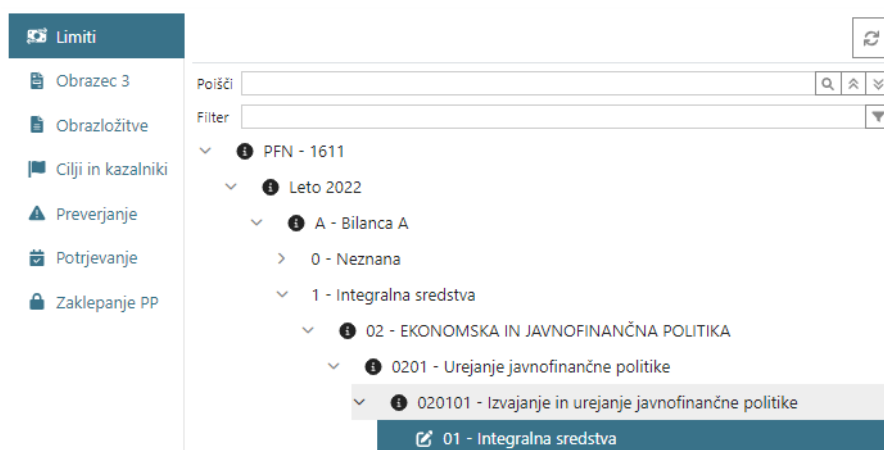 Limiti
Obrazec 3
Obrazložitve
Cilji in kazalniki
Preverjanje
Potrjevanje
Zaklepanje PP
Poišči
Filter
PFN - 1611
Leto 2022
A - Bilanca A
0 - Neznana
1 - Integralna sredstva
02 - EKONOMSKA IN JAVNOFINANČNA POLITIKA
0201 - Urejanje javnofinančne politike
020101 - Izvajanje in urejanje javnofinančne politike
01 - Integralna sredstva